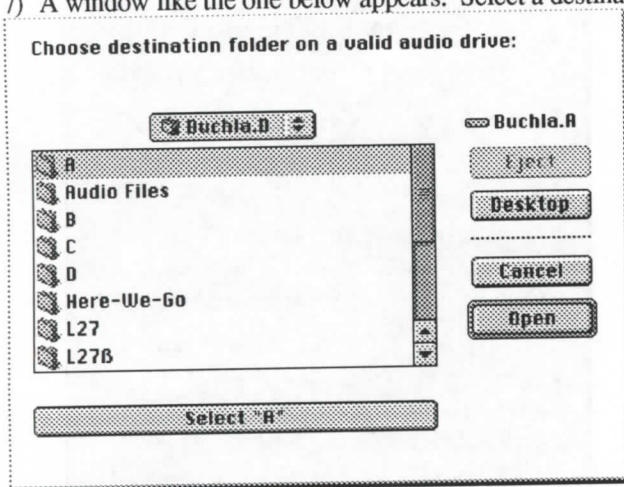 7) A window like the one below appears. Select a destina
Choose destination folder on a valid audio drive:
Buchla.D
Buchla.A
A
Audio Files
B
C
D
Here-We-Go
L27
L27ß
Eject
Desktop
Cancel
Open
Select "A"